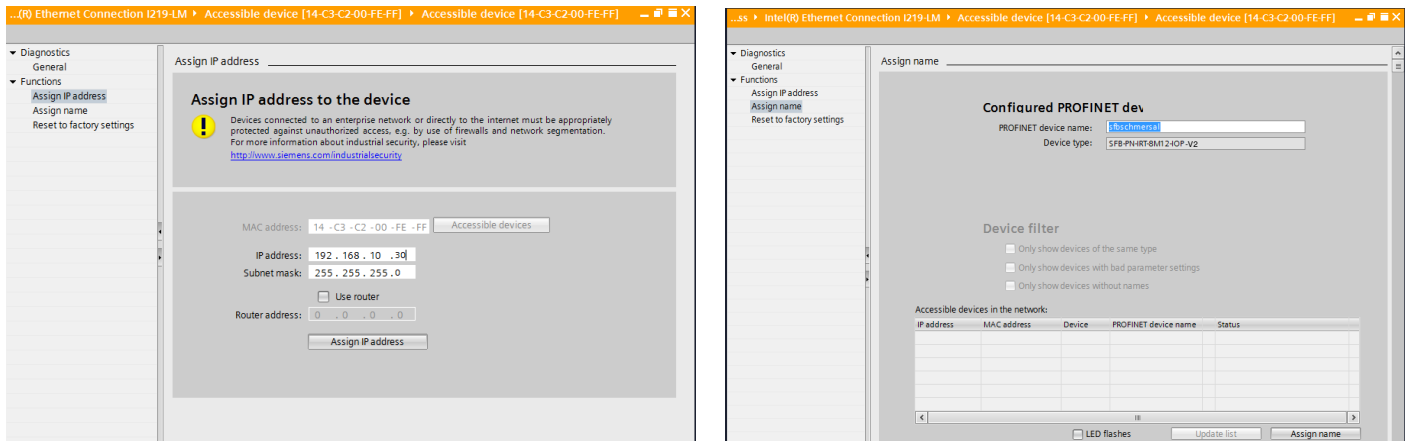 ...(R) Ethernet Connection I219-LM ▸ Accessible device [14-C3-C2-00-FE-FF] ▸ Accessible device [14-C3-C2-00-FE-FF]
Diagnostics
General
Functions
Assign IP address
Assign name
Reset to factory settings
Assign IP address
Assign IP address to the device
Devices connected to an enterprise network or directly to the internet must be appropriately
protected against unauthorized access, e.g. by use of firewalls and network segmentation.
For more information about industrial security, please visit
http://www.siemens.com/industrialsecurity
MAC address: 14 -C3 -C2 -00 -FE -FF Accessible devices
IP address: 192 . 168 . 10 .30
Subnet mask: 255 . 255 . 255 .0
Use router
Router address: 0 . 0 . 0 . 0
Assign IP address
...ss ▸ Intel(R) Ethernet Connection I219-LM ▸ Accessible device [14-C3-C2-00-FE-FF] ▸ Accessible device [14-C3-C2-00-FE-FF]
Diagnostics
General
Functions
Assign IP address
Assign name
Reset to factory settings
Assign name
Configured PROFINET dev
PROFINET device name: sfbschmersal
Device type: SFB-PN-IRT-8M12-IOP-V2
Device filter
Only show devices of the same type
Only show devices with bad parameter settings
Only show devices without names
Accessible devices in the network:
IP address MAC address Device PROFINET device name Status
LED flashes Update list Assign name